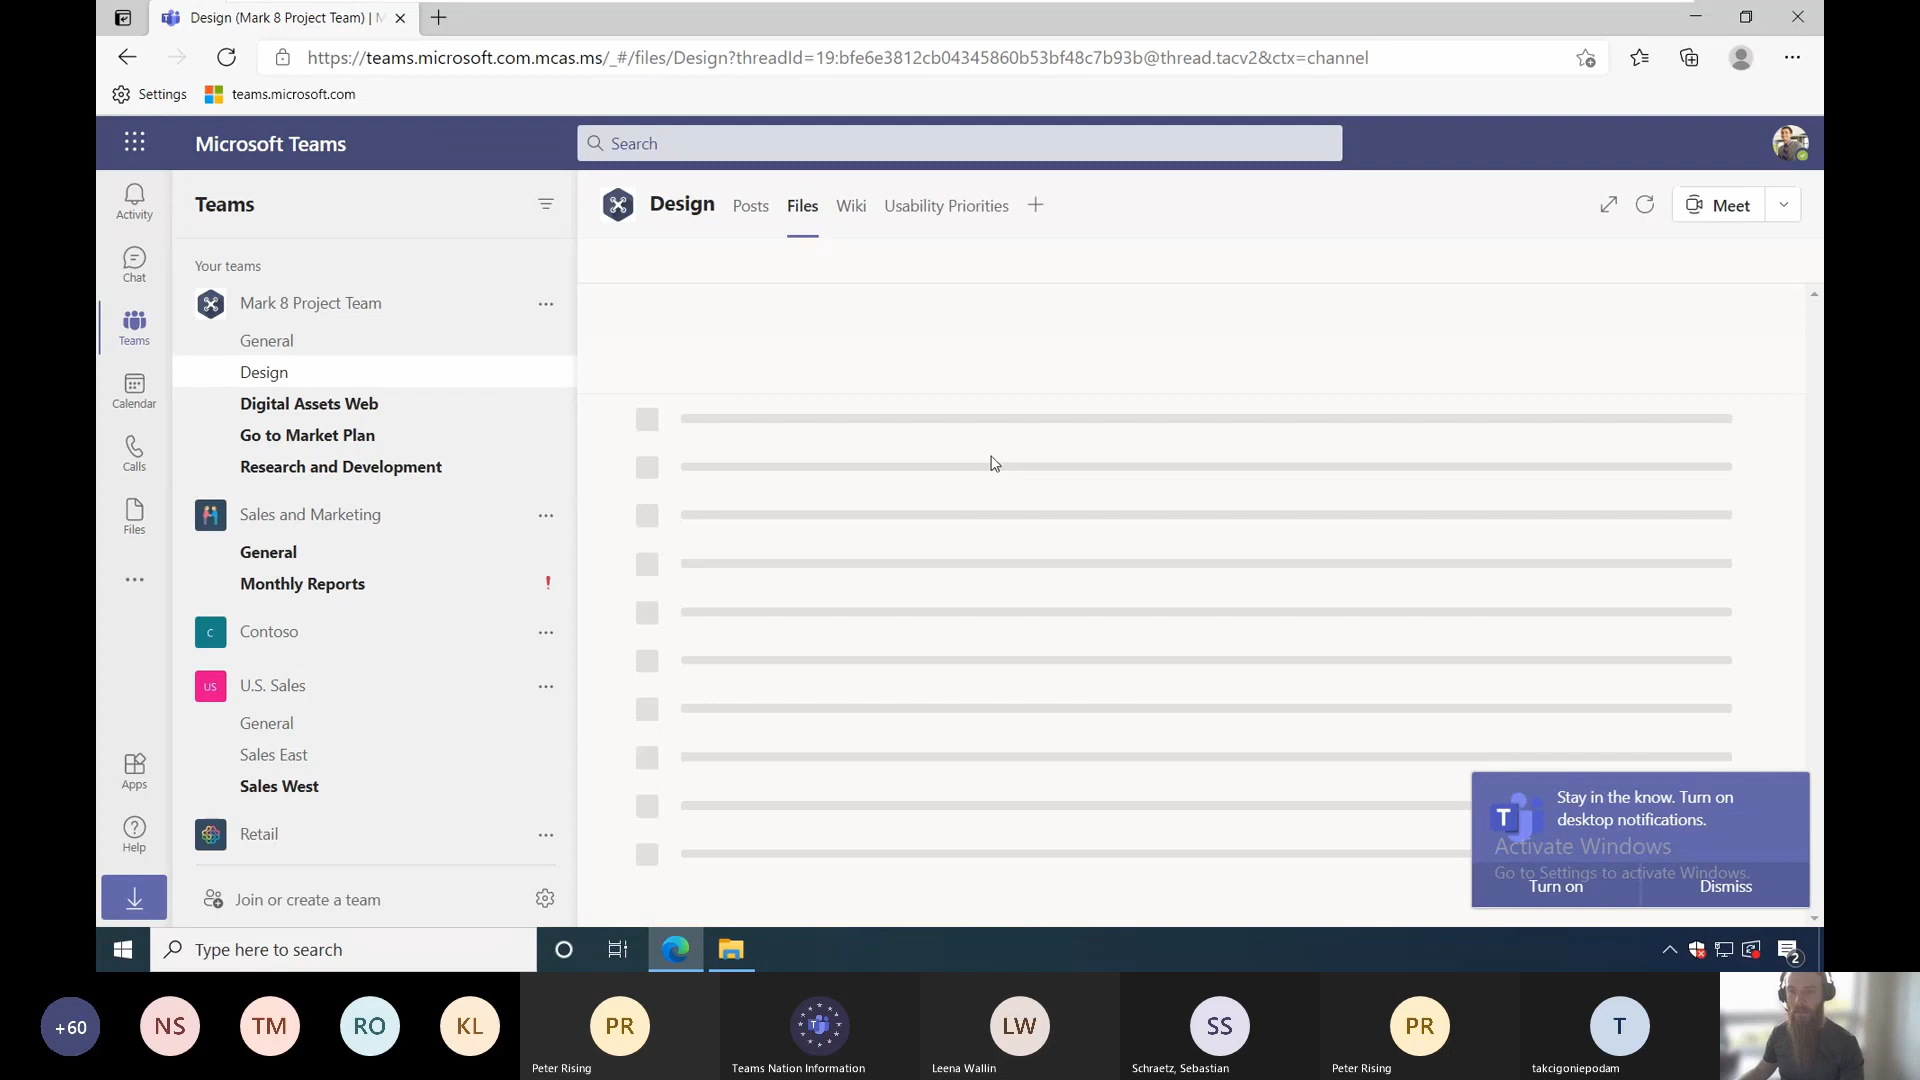 Design (Mark 8 Project Team) | M
https://teams.microsoft.com.mcas.ms/_#/files/Design?threadId=19:bfe6e3812cb04345860b53bf48c7b93b@thread.tacv2&ctx=channel
Settings
teams.microsoft.com
Microsoft Teams
Search
Activity
Chat
Teams
Calendar
Calls
Files
Apps
Help
Teams
Your teams
Mark 8 Project Team
General
Design
Digital Assets Web
Go to Market Plan
Research and Development
Sales and Marketing
General
Monthly Reports
!
C
Contoso
US
U.S. Sales
General
Sales East
Sales West
Retail
Join or create a team
Design
Posts
Files
Wiki
Usability Priorities
Meet
T
Stay in the know. Turn on
desktop notifications.
Activate Windows
Go to Settings to activate Windows.
Turn on
Dismiss
Type here to search
2
+60
NS
TM
RO
KL
PR
Peter Rising
Teams Nation Information
LW
Leena Wallin
SS
Schraetz, Sebastian
PR
Peter Rising
T
takcigoniepodam